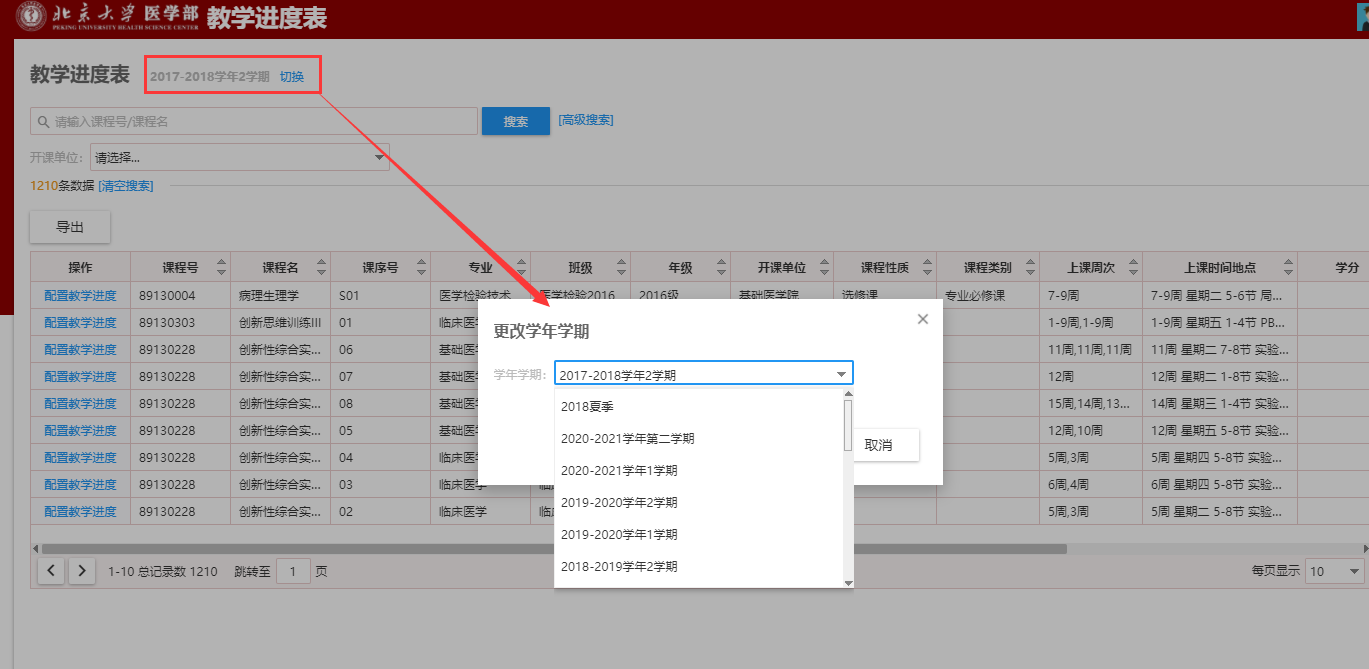 北京大学医学部 教学进度表
PEKING UNIVERSITY HEALTH SCIENCE CENTER
教学进度表 2017-2018学年2学期 切换
请输入课程号/课程名 搜索 [高级搜索]
开课单位: 请选择...
1210条数据 [清空搜索]
导出
操作 课程号 课程名 课序号 专业 班级 年级 开课单位 课程性质 课程类别 上课周次 上课时间地点 学分
配置教学进度 89130004 病理生理学 S01 医学检验技术 医学检验2016 2016级 基础医学院 选修课 专业必修课 7-9周 7-9周 星期二 5-6节 局...
配置教学进度 89130303 创新思维训练III 01 临床医 1-9周,1-9周 1-9周 星期五 1-4节 PB...
配置教学进度 89130228 创新性综合实... 06 基础医 11周,11周,11周 11周 星期二 7-8节 实验...
配置教学进度 89130228 创新性综合实... 07 基础医 12周 12周 星期二 1-8节 实验...
配置教学进度 89130228 创新性综合实... 08 基础医 15周,14周,13... 14周 星期三 1-4节 实验...
配置教学进度 89130228 创新性综合实... 05 基础医 12周,10周 12周 星期五 5-8节 实验...
配置教学进度 89130228 创新性综合实... 04 临床医 5周,3周 5周 星期四 5-8节 实验...
配置教学进度 89130228 创新性综合实... 03 临床医学 6周,4周 6周 星期四 5-8节 实验...
配置教学进度 89130228 创新性综合实... 02 临床医学 临 5周,3周 5周 星期二 5-8节 实验...
1-10 总记录数 1210 跳转至 1 页 每页显示 10
更改学年学期
学年学期: 2017-2018学年2学期
2018夏季
2020-2021学年第二学期
2020-2021学年1学期
2019-2020学年2学期
2019-2020学年1学期
2018-2019学年2学期
取消